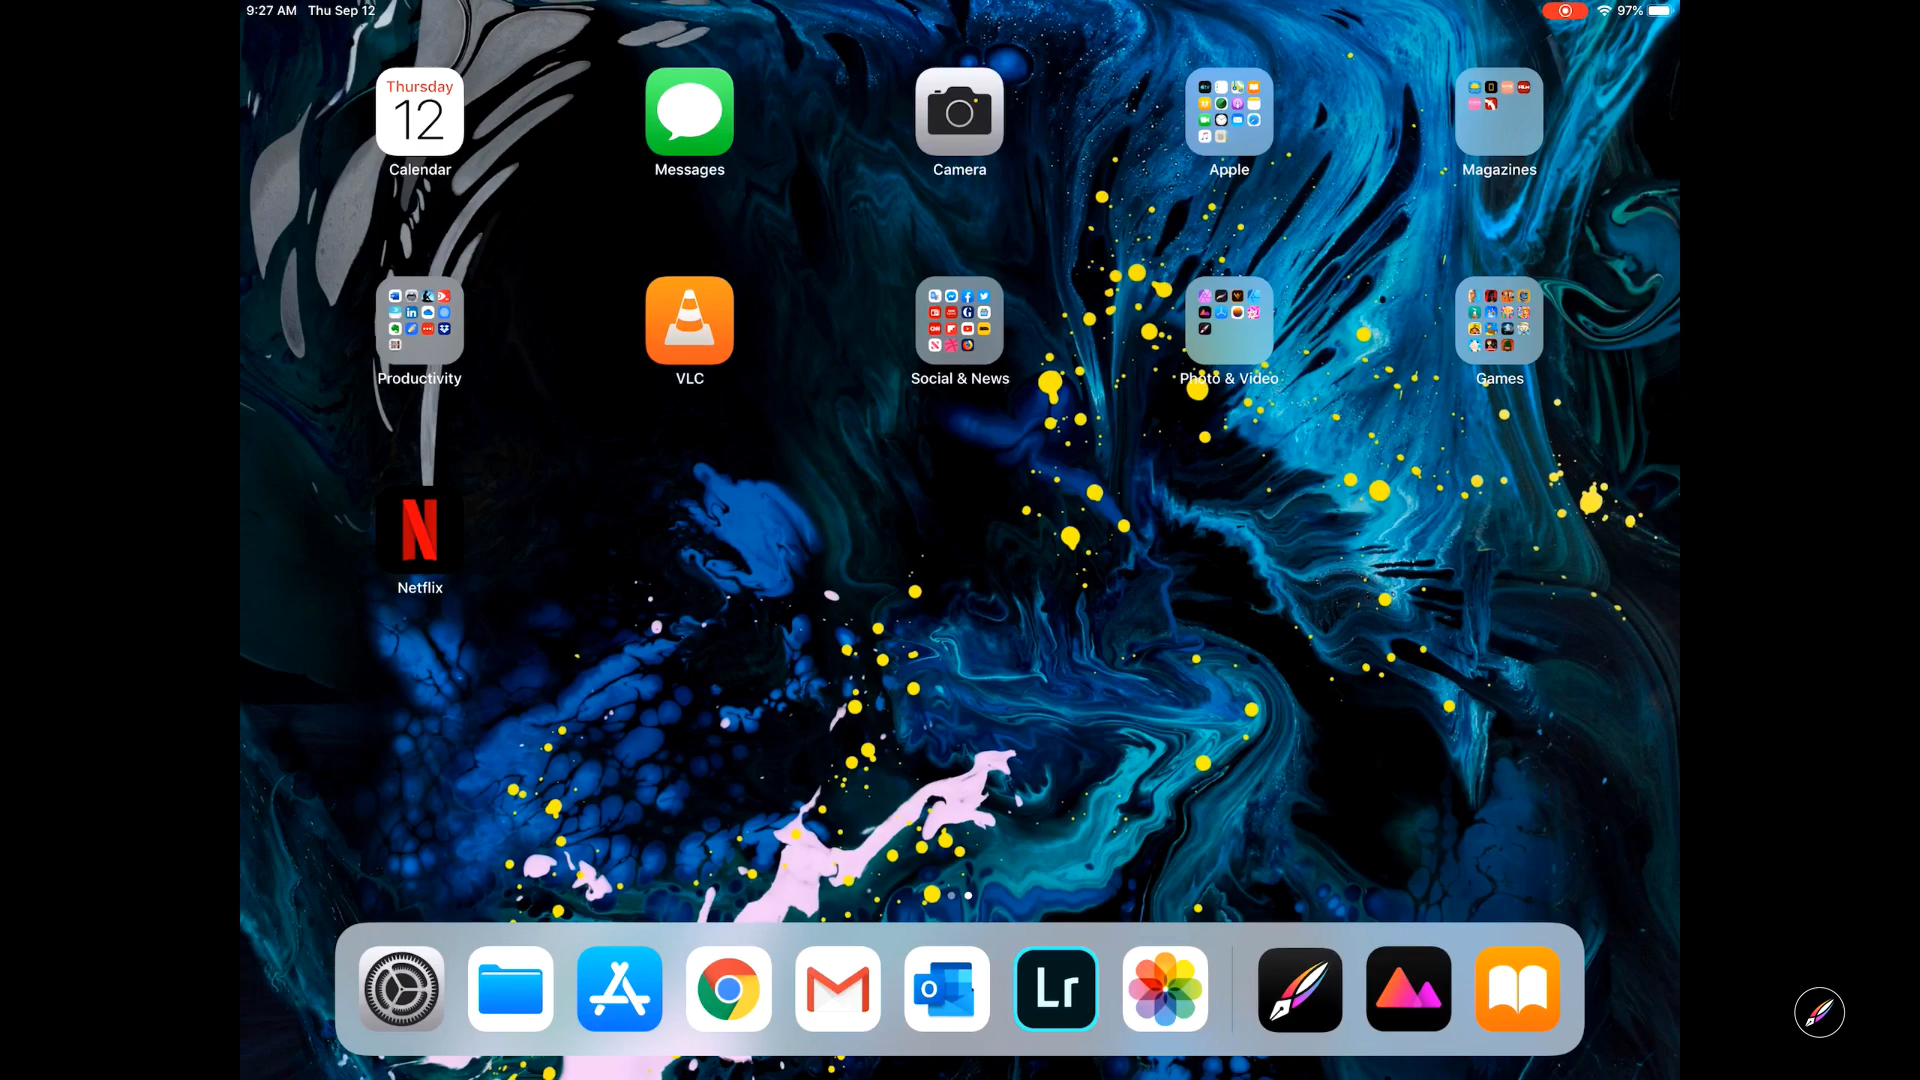 9:27 AM Thu Sep 12
97%
Thursday
12
Calendar
Messages
Camera
Apple
Magazines
Productivity
VLC
Social & News
Photo & Video
Games
N
Netflix
O
Lr